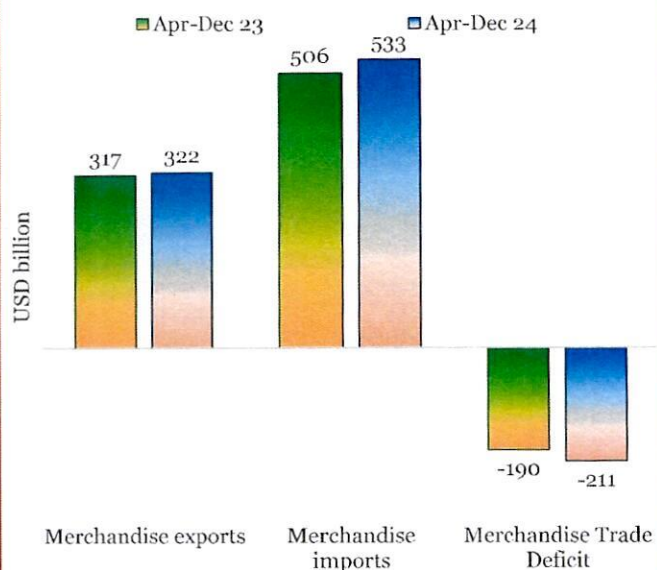 Apr-Dec 23 Apr-Dec 24
506 533
317 322
USD billion
-190 -211
Merchandise exports Merchandise imports Merchandise Trade Deficit